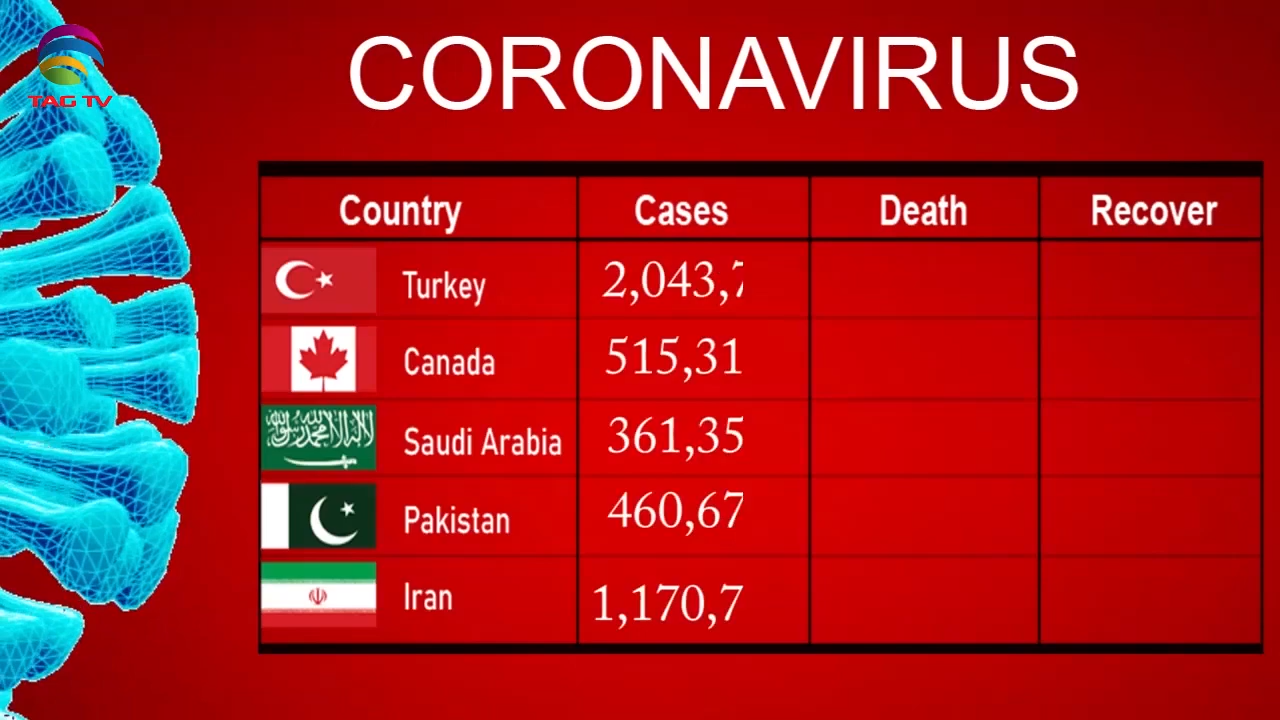 TAG TV
CORONAVIRUS
Country Cases Death Recover
Turkey 2,043,7
Canada 515,31
Saudi Arabia 361,35
Pakistan 460,67
Iran 1,170,7